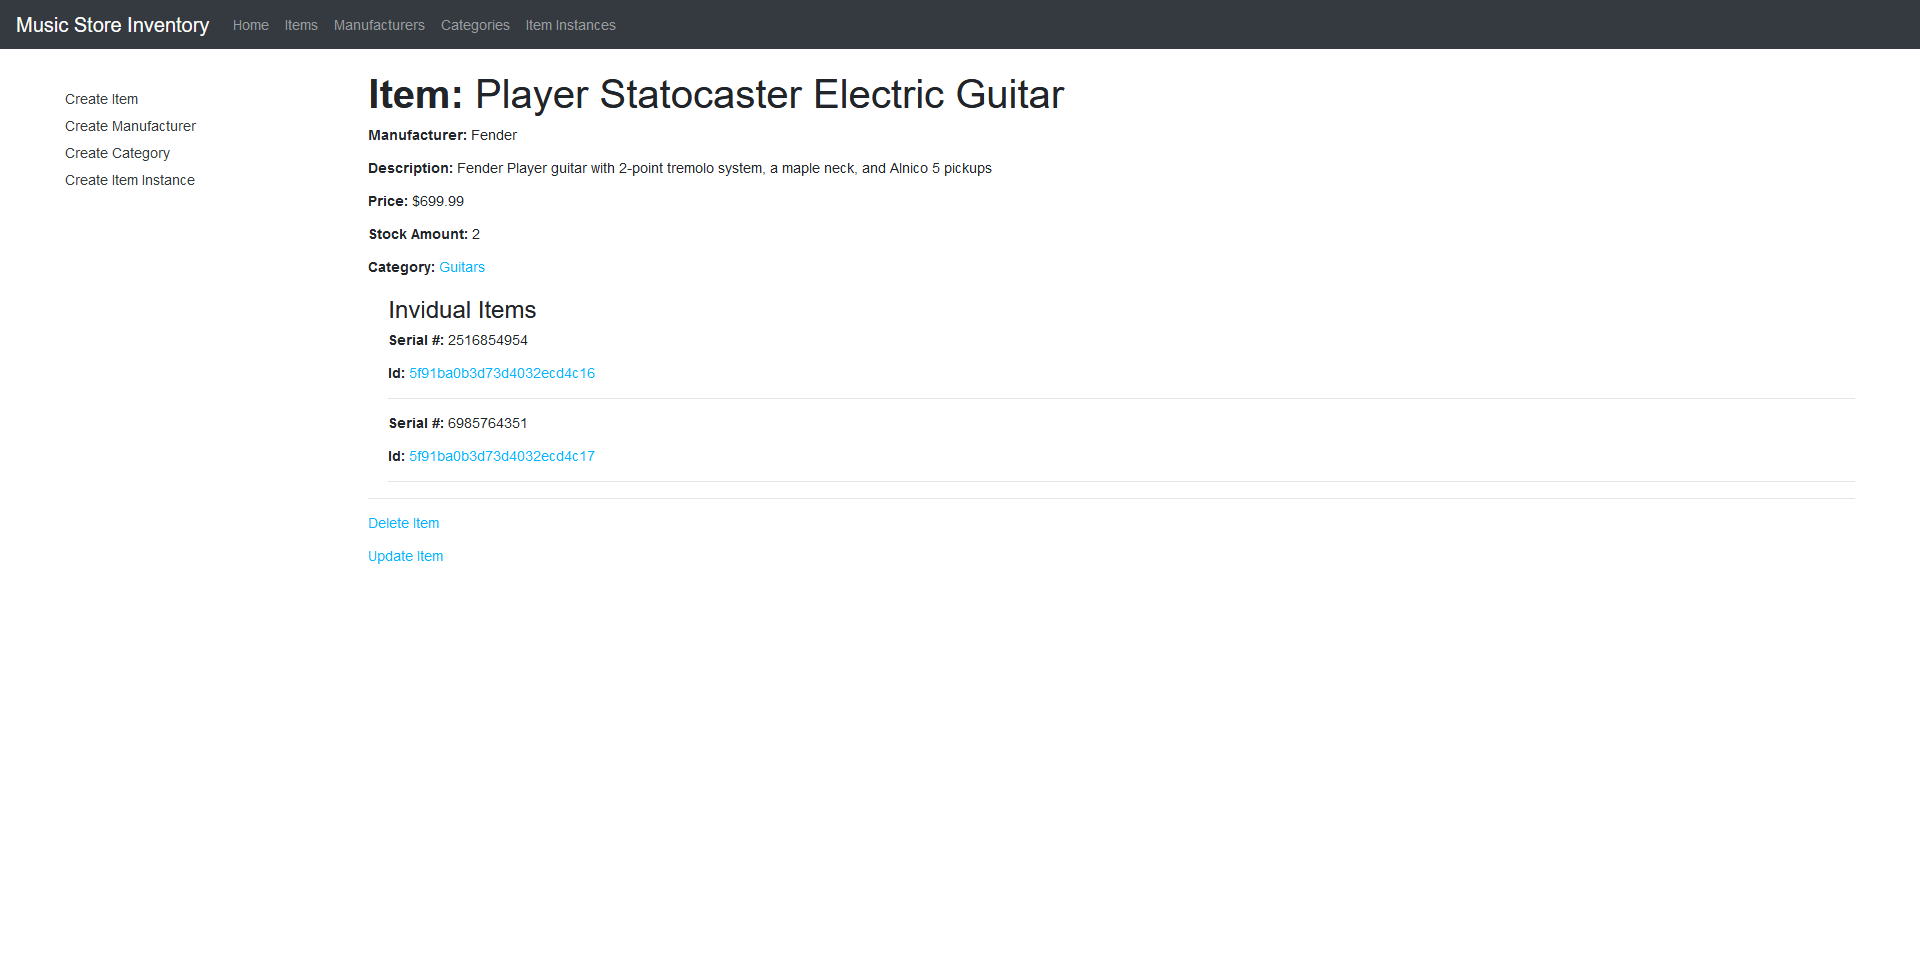 Music Store Inventory Home Items Manufacturers Categories Item Instances
Create Item
Create Manufacturer
Create Category
Create Item Instance
Item: Player Statocaster Electric Guitar
Manufacturer: Fender
Description: Fender Player guitar with 2-point tremolo system, a maple neck, and Alnico 5 pickups
Price: $699.99
Stock Amount: 2
Category: Guitars
Invidual Items
Serial #: 2516854954
Id: 5f91ba0b3d73d4032ecd4c16
Serial #: 6985764351
Id: 5f91ba0b3d73d4032ecd4c17
Delete Item
Update Item